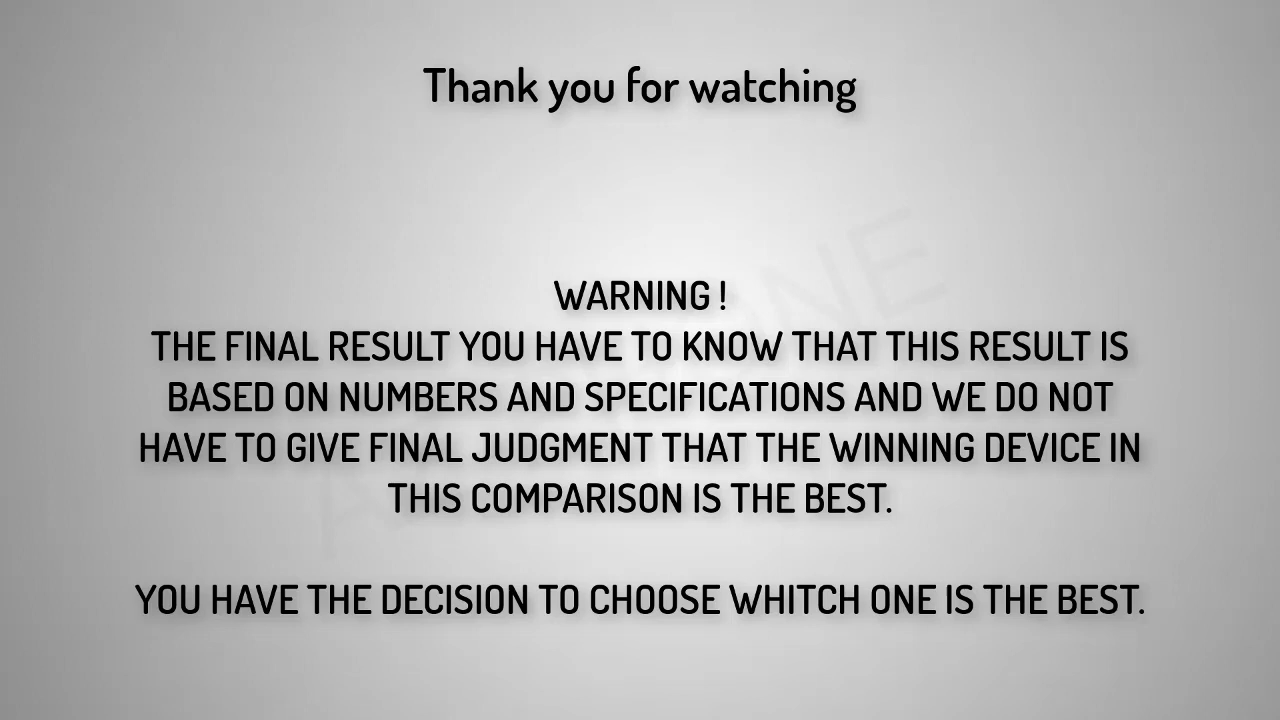 Thank you for watching
WARNING !
THE FINAL RESULT YOU HAVE TO KNOW THAT THIS RESULT IS
BASED ON NUMBERS AND SPECIFICATIONS AND WE DO NOT
HAVE TO GIVE FINAL JUDGMENT THAT THE WINNING DEVICE IN
THIS COMPARISON IS THE BEST.
YOU HAVE THE DECISION TO CHOOSE WHITCH ONE IS THE BEST.